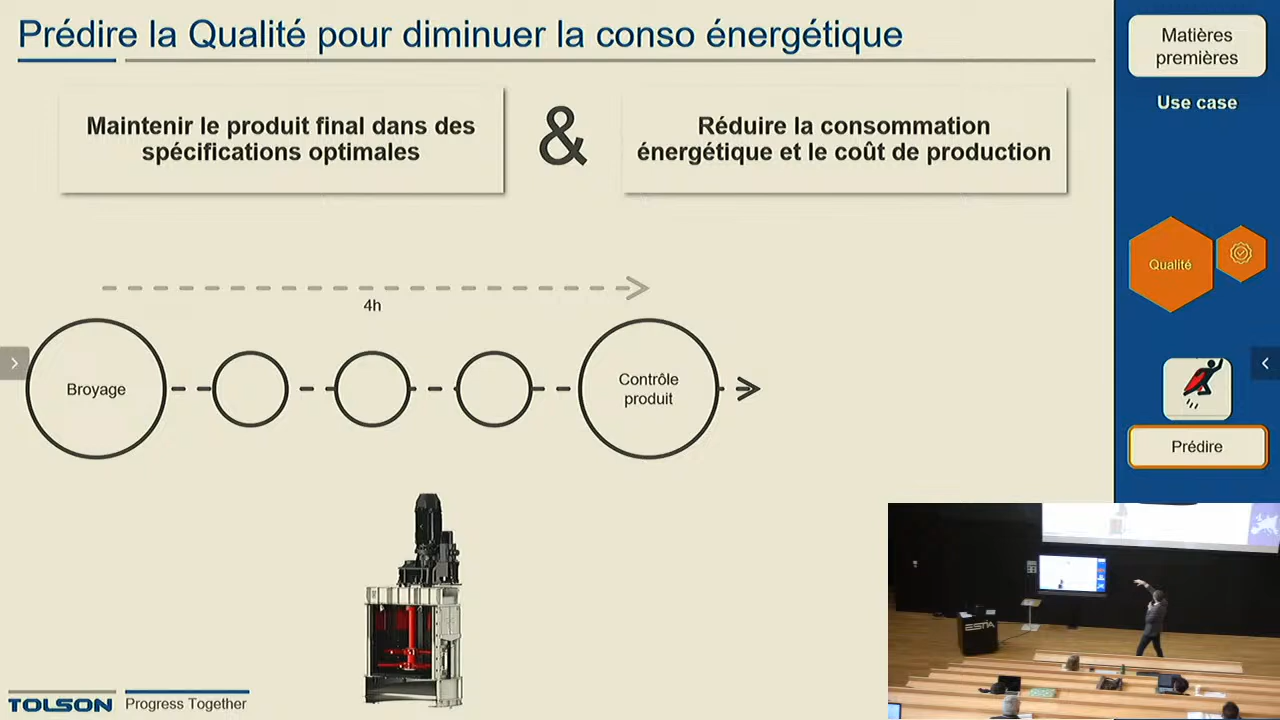 Prédire la Qualité pour diminuer la conso énergétique
Maintenir le produit final dans des
spécifications optimales
&
Réduire la consommation
énergétique et le coût de production
4h
Broyage
Contrôle
produit
Matières
premières
Use case
Qualité
Prédire
ESTIA
TOLSON
Progress Together